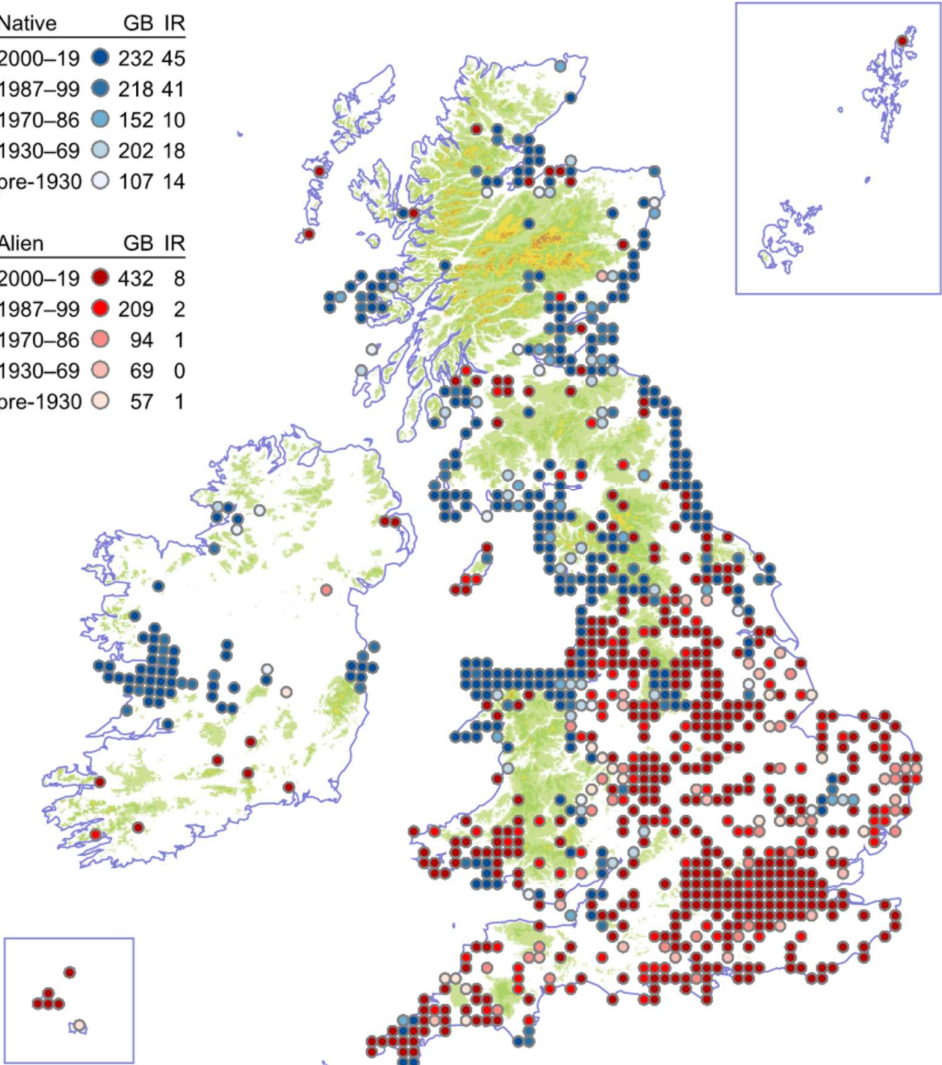 Native GB IR
2000–19 232 45
1987–99 218 41
1970–86 152 10
1930–69 202 18
pre-1930 107 14
Alien GB IR
2000–19 432 8
1987–99 209 2
1970–86 94 1
1930–69 69 0
pre-1930 57 1